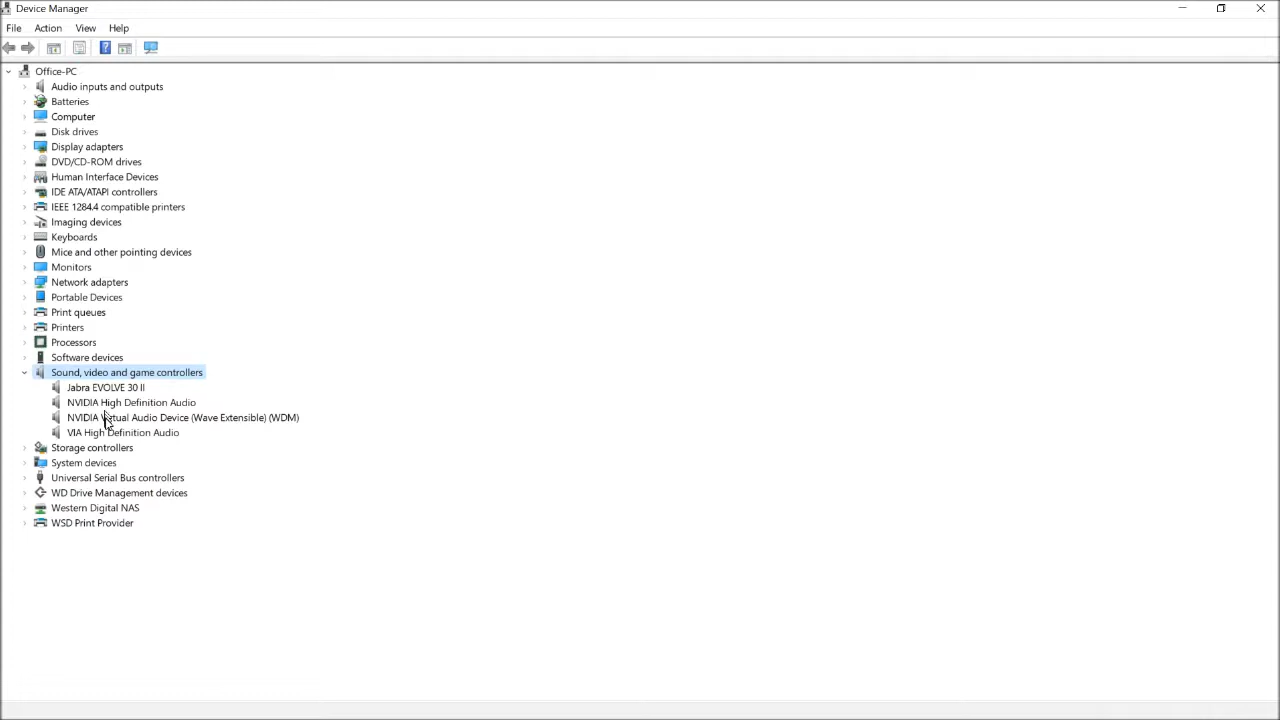 Device Manager
File Action View Help
Office-PC
Audio inputs and outputs
Batteries
Computer
Disk drives
Display adapters
DVD/CD-ROM drives
Human Interface Devices
IDE ATA/ATAPI controllers
IEEE 1284.4 compatible printers
Imaging devices
Keyboards
Mice and other pointing devices
Monitors
Network adapters
Portable Devices
Print queues
Printers
Processors
Software devices
Sound, video and game controllers
Jabra EVOLVE 30 II
NVIDIA High Definition Audio
NVIDIA Virtual Audio Device (Wave Extensible) (WDM)
VIA High Definition Audio
Storage controllers
System devices
Universal Serial Bus controllers
WD Drive Management devices
Western Digital NAS
WSD Print Provider